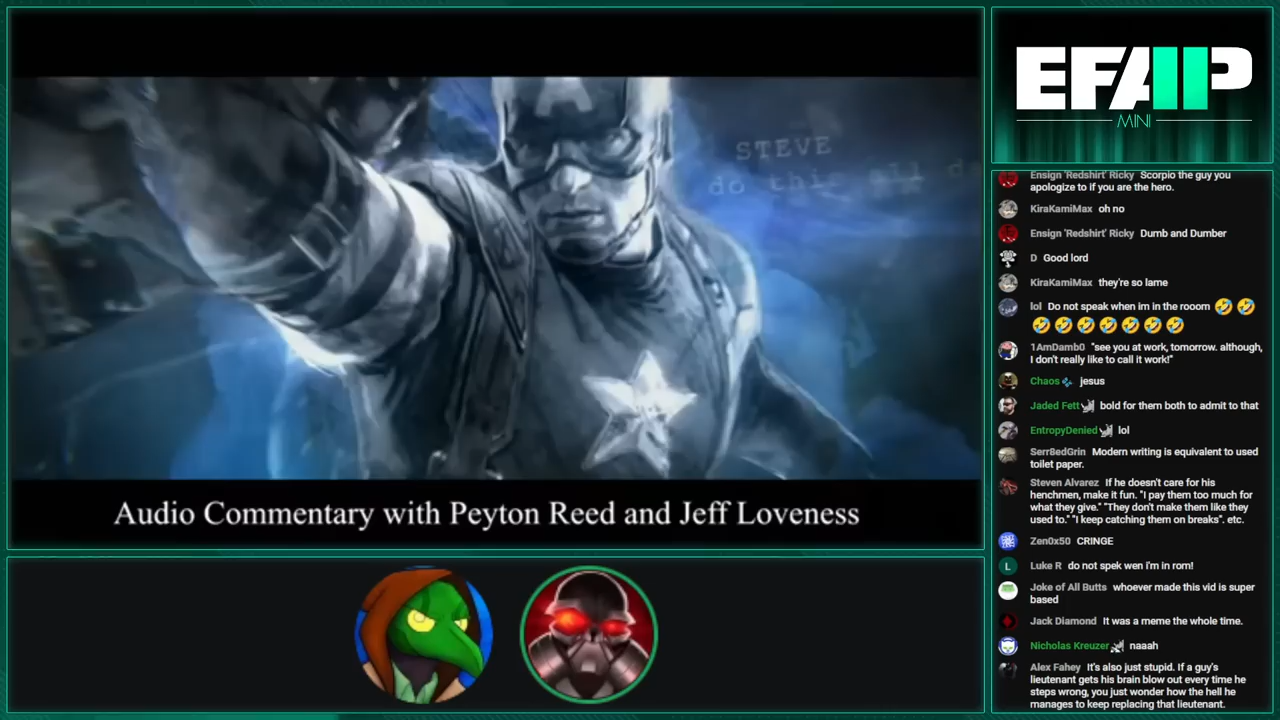 STEVE
do this all d
Audio Commentary with Peyton Reed and Jeff Loveness
EFAP
MINI
Ensign 'Redshirt' Ricky Scorpio the guy you
apologize to if you are the hero.
KiraKamiMax oh no
Ensign 'Redshirt' Ricky Dumb and Dumber
D Good lord
KiraKamiMax they're so lame
lol Do not speak when im in the rooom 🤣 🤣
🤣 🤣 🤣 🤣 🤣 🤣 🤣
1AmDamb0 "see you at work, tomorrow. although,
I don't really like to call it work!"
Chaos jesus
Jaded Fett bold for them both to admit to that
EntropyDenied lol
Serr8edGrin Modern writing is equivalent to used
toilet paper.
Steven Alvarez If he doesn't care for his
henchmen, make it fun. "I pay them too much for
what they give." "They don't make them like they
used to." "I keep catching them on breaks". etc.
Zen0x50 CRINGE
L Luke R do not spek wen i'm in rom!
Joke of All Butts whoever made this vid is super
based
Jack Diamond It was a meme the whole time.
Nicholas Kreuzer naaah
Alex Fahey It's also just stupid. If a guy's
lieutenant gets his brain blow out every time he
steps wrong, you just wonder how the hell he
manages to keep replacing that lieutenant.